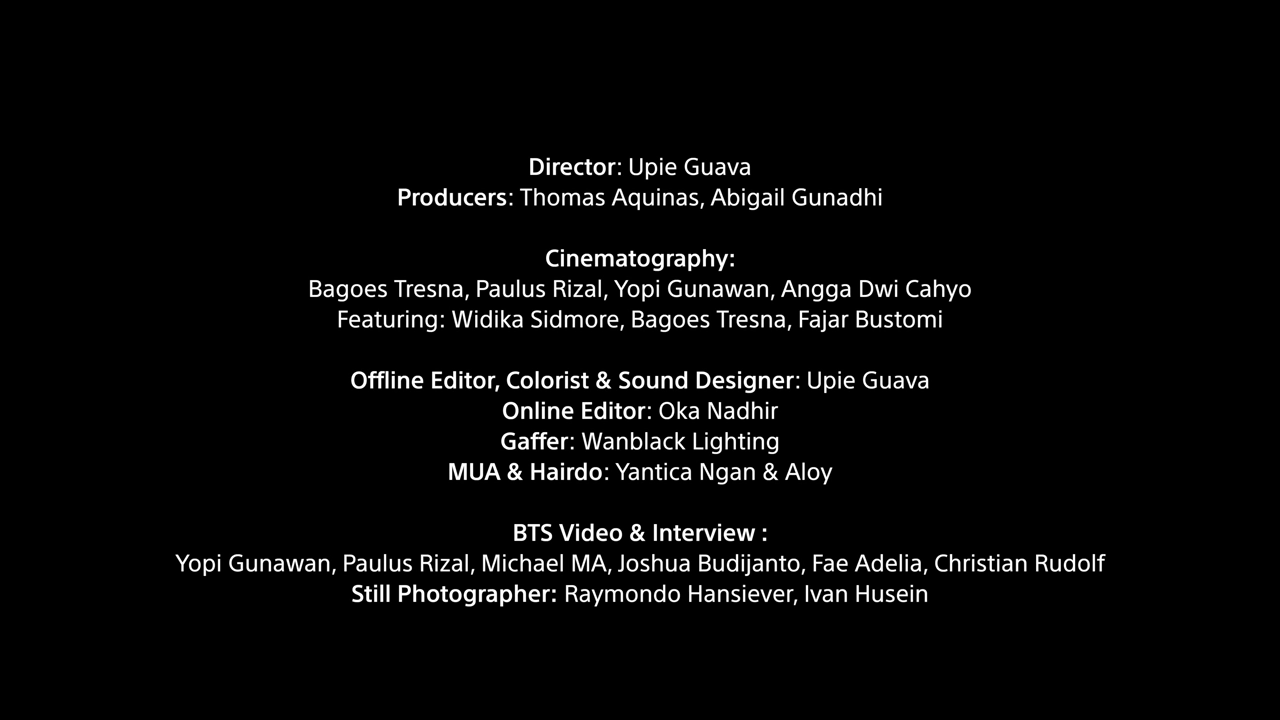 Director: Upie Guava
Producers: Thomas Aquinas, Abigail Gunadhi
Cinematography:
Bagoes Tresna, Paulus Rizal, Yopi Gunawan, Angga Dwi Cahyo
Featuring: Widika Sidmore, Bagoes Tresna, Fajar Bustomi
Offline Editor, Colorist & Sound Designer: Upie Guava
Online Editor: Oka Nadhir
Gaffer: Wanblack Lighting
MUA & Hairdo: Yantica Ngan & Aloy
BTS Video & Interview :
Yopi Gunawan, Paulus Rizal, Michael MA, Joshua Budijanto, Fae Adelia, Christian Rudolf
Still Photographer: Raymondo Hansiever, Ivan Husein